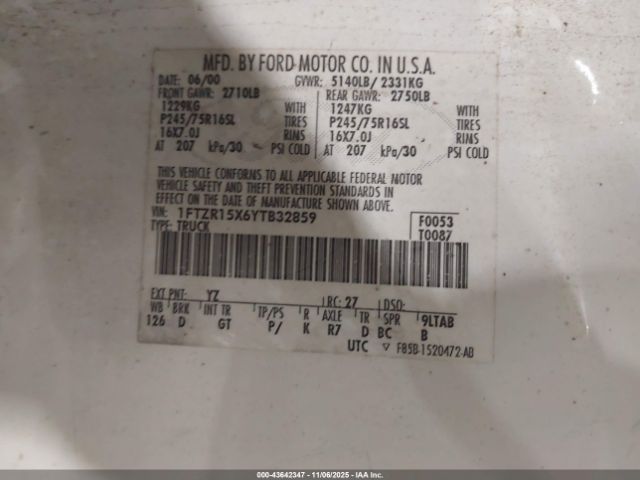 MFD. BY FORD MOTOR CO. IN U.S.A.
DATE: 06/00 GVWR: 5140LB/ 2331KG
FRONT GAWR: 2710LB REAR GAWR: 2750LB
1229KG WITH 1247KG WITH
P245/75R16SL TIRES P245/75R16SL TIRES
16X7.0J RIMS 16X7.0J RIMS
AT 207 kPa/30 PSI COLD AT 207 kPa/30 PSI COLD
THIS VEHICLE CONFORMS TO ALL APPLICABLE FEDERAL MOTOR
VEHICLE SAFETY AND THEFT PREVENTION STANDARDS IN
EFFECT ON THE DATE OF MANUFACTURE SHOWN ABOVE.
VIN: 1FTZR15X6YTB32859 F0053
TYPE: TRUCK T0087
EXT PNT: YZ RC: 27 DSO:
WB BRK INT TR TP/PS R AXLE TR SPR 9LTAB
126 D GT P/ K R7 D BC B
UTC ▽ F85B-1520472-AB
000-43642347 - 11/06/2025 - IAAI, Inc.